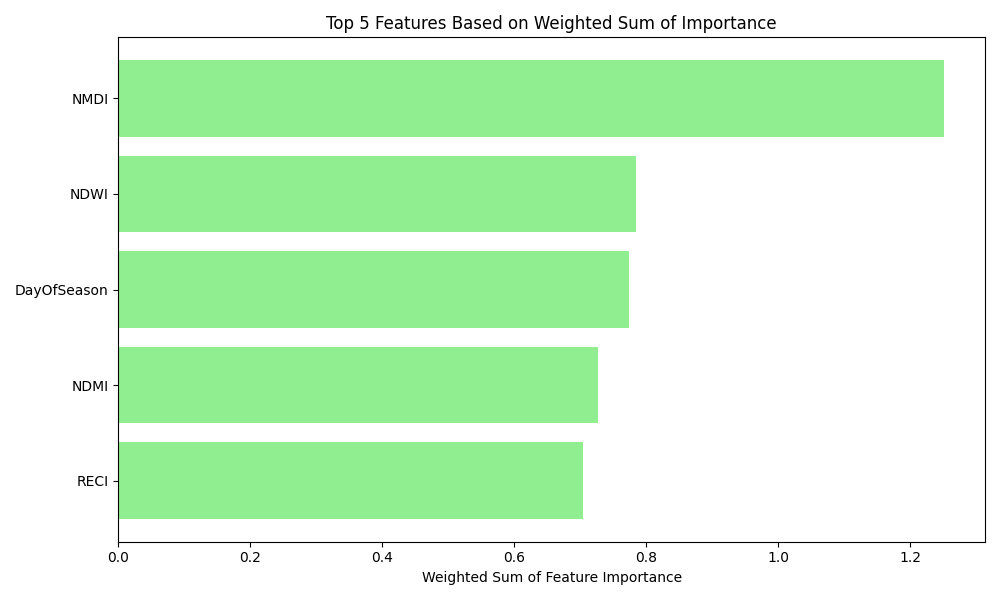 Top 5 Features Based on Weighted Sum of Importance
NMDI
NDWI
DayOfSeason
NDMI
RECI
0.0 0.2 0.4 0.6 0.8 1.0 1.2
Weighted Sum of Feature Importance